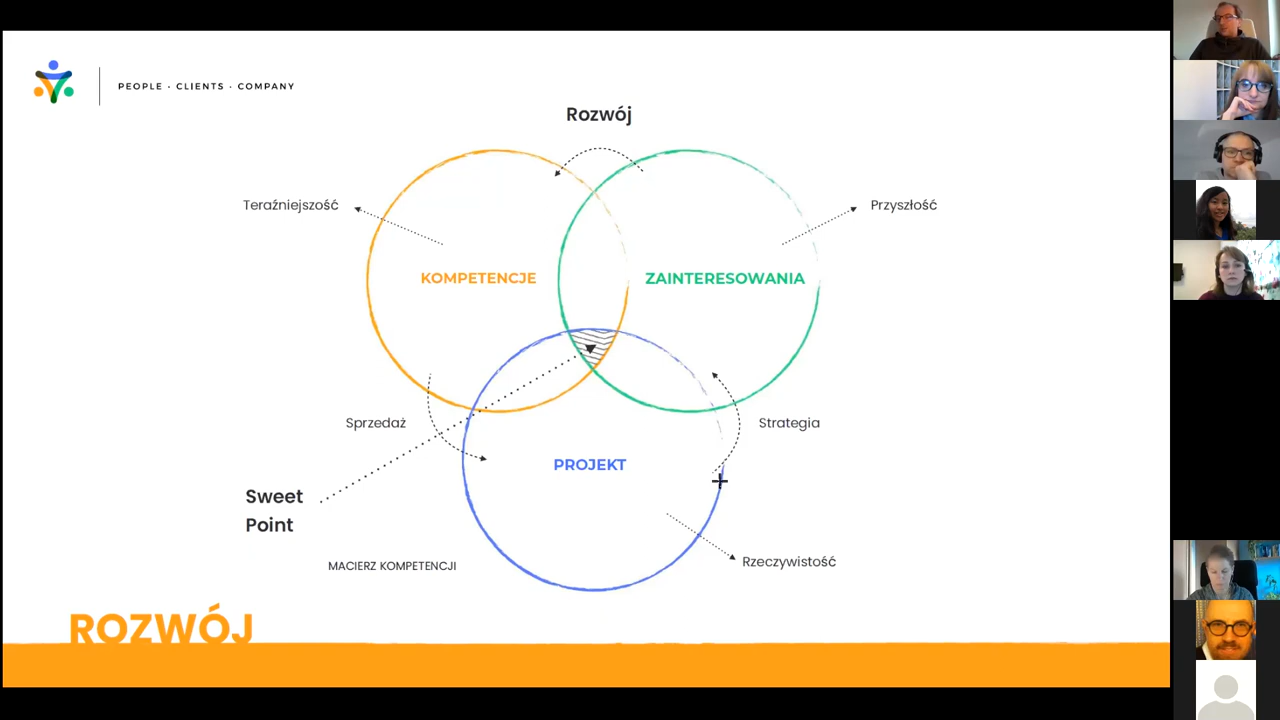 PEOPLE · CLIENTS · COMPANY
Rozwój
Teraźniejszość
Przyszłość
KOMPETENCJE
ZAINTERESOWANIA
Sprzedaż
Strategia
PROJEKT
Sweet
Point
Rzeczywistość
MACIERZ KOMPETENCJI
ROZWÓJ